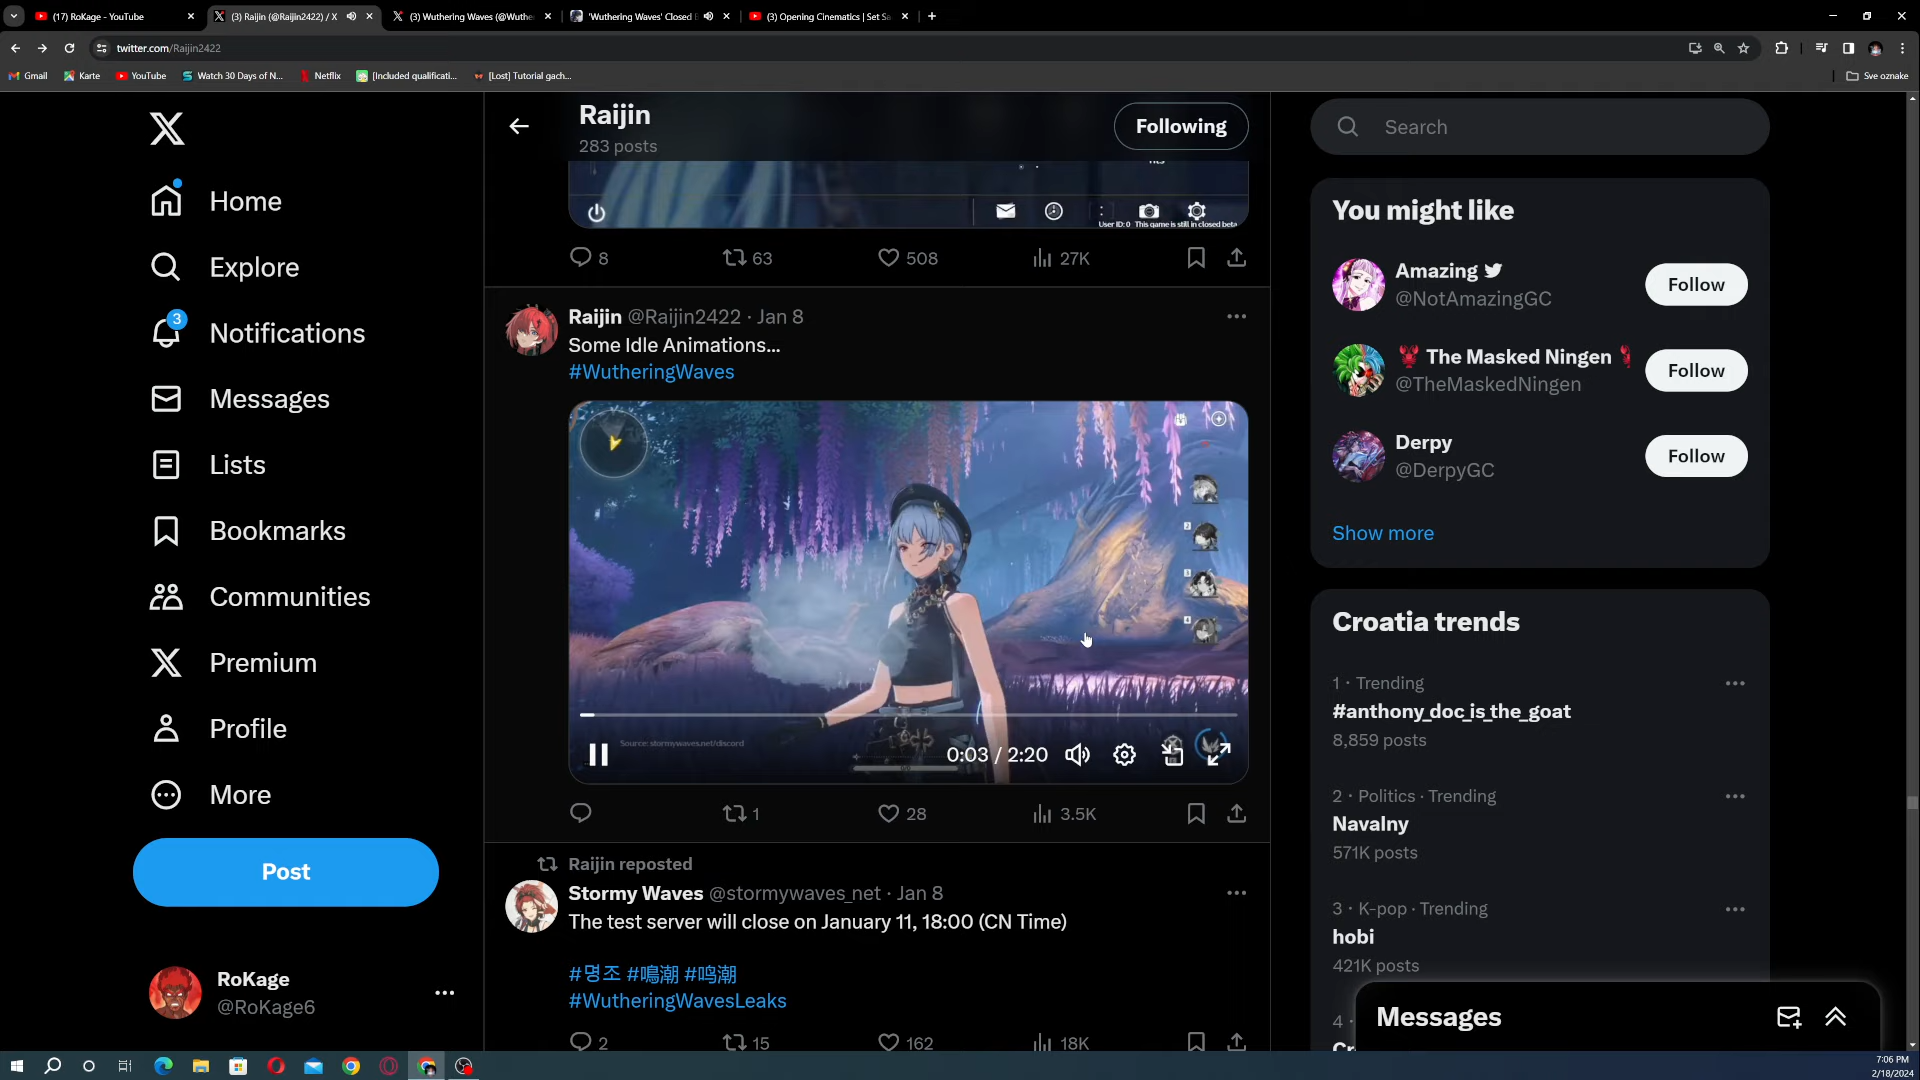 (17) RoKage - YouTube
(3) Raijin (@Raijin2422) / X
(3) Wuthering Waves (@Wuthe
'Wuthering Waves' Closed
(3) Opening Cinematics | Set Sa
twitter.com/Raijin2422
Gmail
Karte
YouTube
Watch 30 Days of N...
Netflix
[Included qualificati...
[Lost] Tutorial gach...
Sve oznake
Home
Explore
3
Notifications
Messages
Lists
Bookmarks
Communities
Premium
Profile
More
Post
RoKage
@RoKage6
Raijin
283 posts
Following
User ID: 0 This game is still in closed beta
8
63
508
27K
Raijin @Raijin2422 · Jan 8
Some Idle Animations...
#WutheringWaves
2
3
4
Source: stormywaves.net/discord
0:03 / 2:20
1
28
3.5K
Raijin reposted
Stormy Waves @stormywaves_net · Jan 8
The test server will close on January 11, 18:00 (CN Time)
#명조 #鳴潮 #鸣潮
#WutheringWavesLeaks
2
15
162
18K
Search
You might like
Amazing
@NotAmazingGC
Follow
The Masked Ningen
@TheMaskedNingen
Follow
Derpy
@DerpyGC
Follow
Show more
Croatia trends
1 · Trending
#anthony_doc_is_the_goat
8,859 posts
2 · Politics · Trending
Navalny
571K posts
3 · K-pop · Trending
hobi
421K posts
4 ·
Messages
7:06 PM
2/18/2024